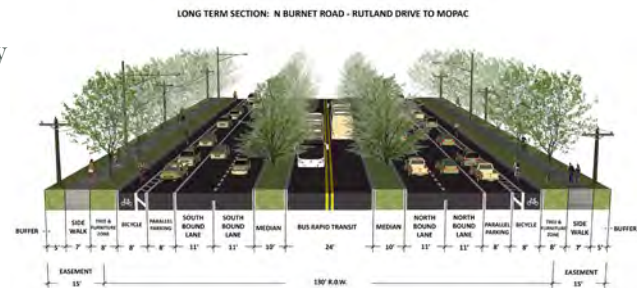 LONG TERM SECTION: N BURNET ROAD - RUTLAND DRIVE TO MOPAC
y
BUFFER
SIDE WALK
TREE & FURNITURE ZONE
BICYCLE
PARALLEL PARKING
SOUTH BOUND LANE
SOUTH BOUND LANE
MEDIAN
BUS RAPID TRANSIT
MEDIAN
NORTH BOUND LANE
NORTH BOUND LANE
PARALLEL PARKING
BICYCLE
TREE & FURNITURE ZONE
SIDE WALK
BUFFER
5' 7' 8' 8' 8' 11' 11' 10' 24' 10' 11' 11' 8' 8' 8' 7' 5'
EASEMENT
15'
130' R.O.W.
EASEMENT
15'